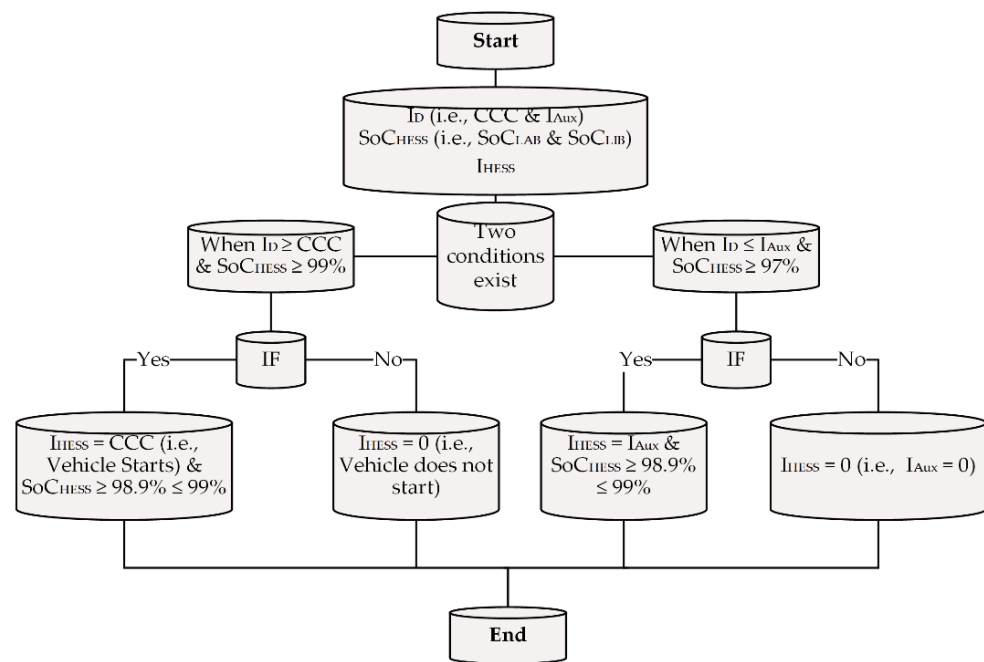 Start
ID (i.e., CCC & IAux)
SoCHESS (i.e., SoCLAB & SoCLIB)
IHESS
Two
conditions
exist
When ID ≥ CCC
& SoCHESS ≥ 99%
When ID ≤ IAux &
SoCHESS ≥ 97%
Yes
IF
No
Yes
IF
No
IHESS = CCC (i.e.,
Vehicle Starts) &
SoCHESS ≥ 98.9% ≤ 99%
IHESS = 0 (i.e.,
Vehicle does not
start)
IHESS = IAux &
SoCHESS ≥ 98.9%
≤ 99%
IHESS = 0 (i.e., IAux = 0)
End